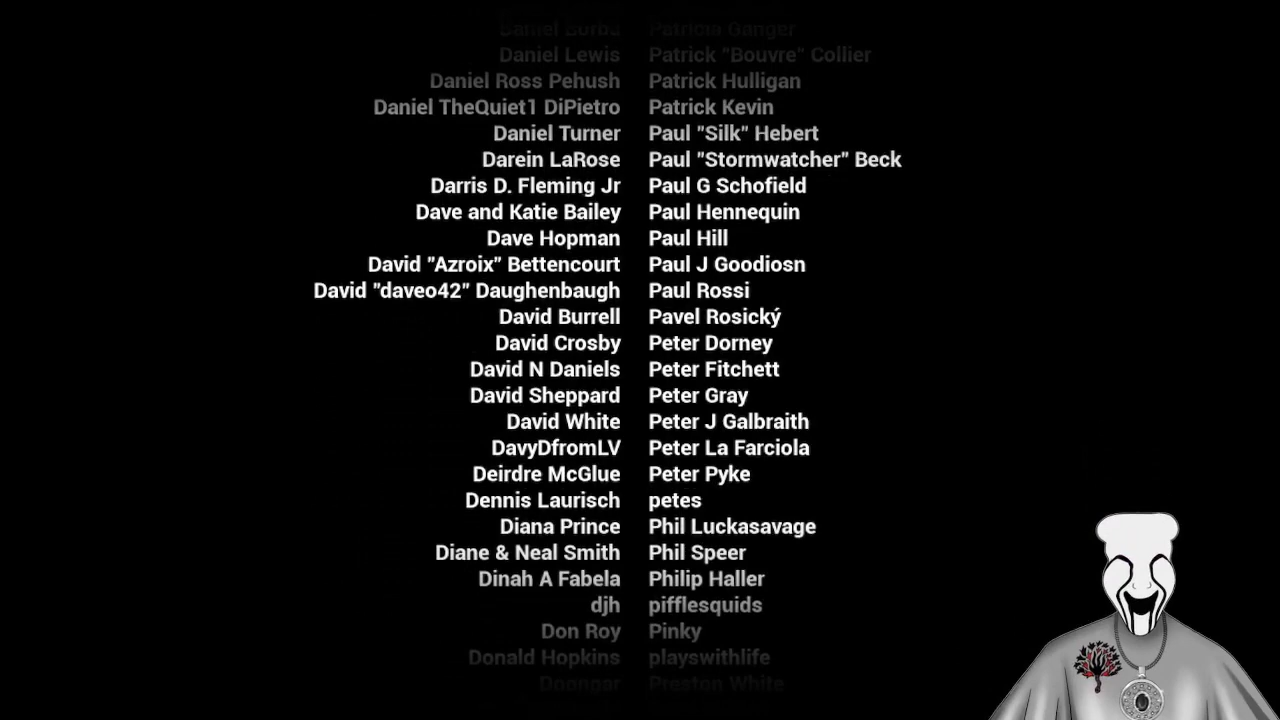 Daniel Zorba Patricia Ganger
Daniel Lewis Patrick "Bouvre" Collier
Daniel Ross Pehush Patrick Hulligan
Daniel TheQuiet1 DiPietro Patrick Kevin
Daniel Turner Paul "Silk" Hebert
Darein LaRose Paul "Stormwatcher" Beck
Darris D. Fleming Jr Paul G Schofield
Dave and Katie Bailey Paul Hennequin
Dave Hopman Paul Hill
David "Azroix" Bettencourt Paul J Goodiosn
David "daveo42" Daughenbaugh Paul Rossi
David Burrell Pavel Rosický
David Crosby Peter Dorney
David N Daniels Peter Fitchett
David Sheppard Peter Gray
David White Peter J Galbraith
DavyDfromLV Peter La Farciola
Deirdre McGlue Peter Pyke
Dennis Laurisch petes
Diana Prince Phil Luckasavage
Diane & Neal Smith Phil Speer
Dinah A Fabela Philip Haller
djh pifflesquids
Don Roy Pinky
Donald Hopkins playswithlife
Doongar Preston White